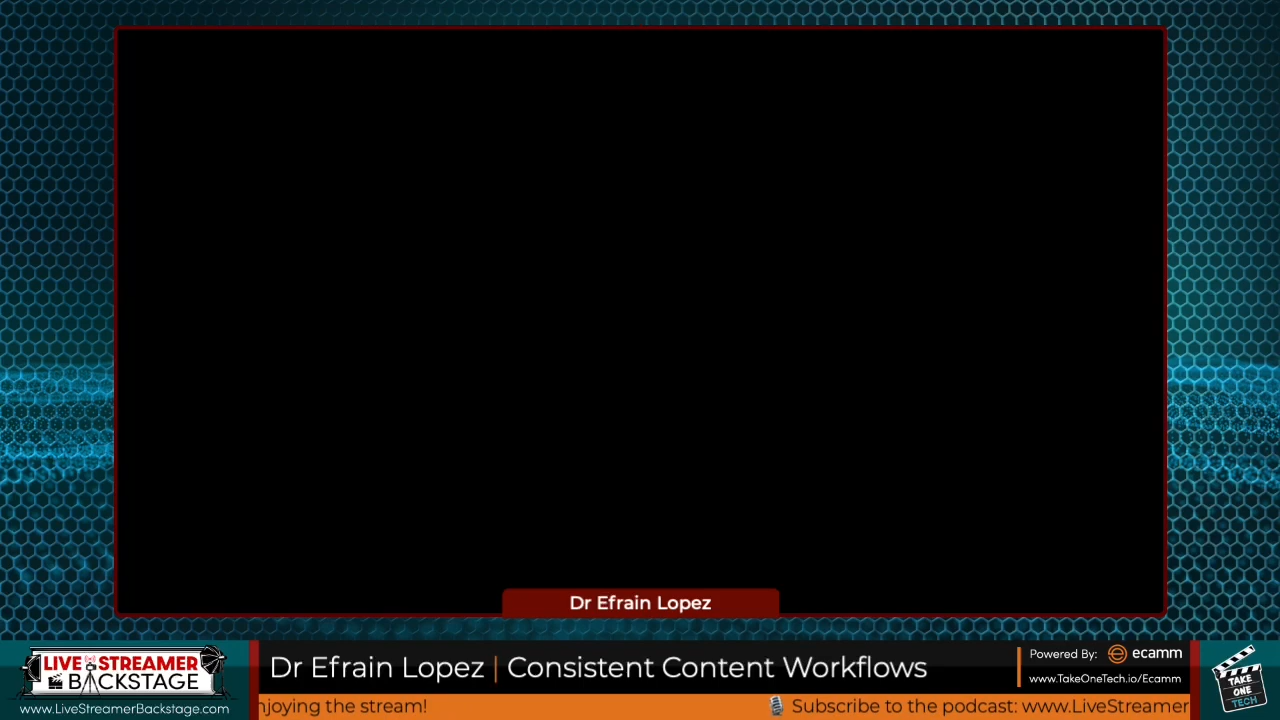 Dr Efrain Lopez
LIVE STREAMER
BACKSTAGE
www.LiveStreamerBackstage.com
Dr Efrain Lopez | Consistent Content Workflows
Powered By: ecamm
www.TakeOneTech.io/Ecamm
njoying the stream!
Subscribe to the podcast: www.LiveStreamer
TAKE
ONE
TECH